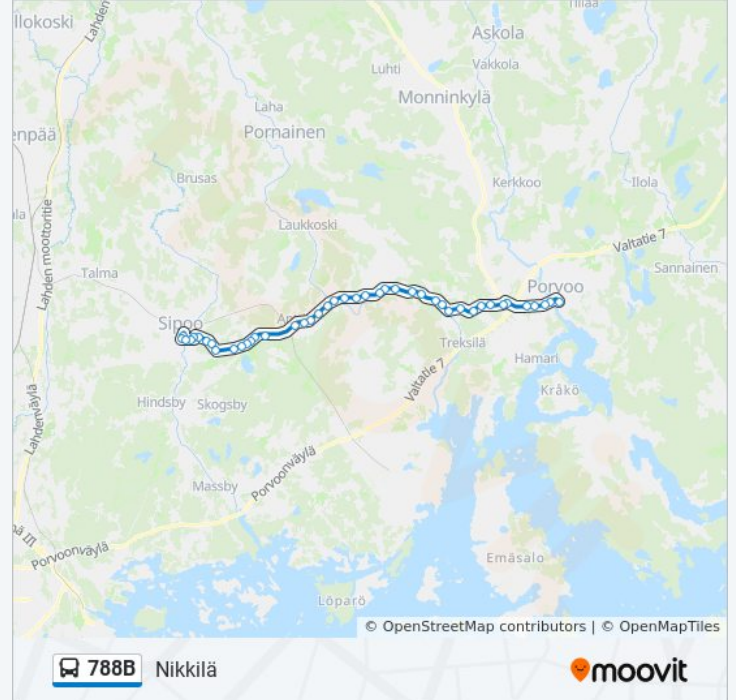 llokoski
Lahden
Askola
Vakkola
Luhti
Monninkylä
Laha
enpää
Pornainen
Brusas
Kerkkoo
Ilola
Laukkoski
Valtatie 7
Lahden moottoritie
Talma
Sannainen
Porvoo
Sipoo
Treksilä
Haman
Valtatie 7
Kråkö
Hindsby
Skogsby
Lahdenväylä
Massby
Porvoonväylä
Porvoonväylä
Emäsalo
Löparö
© OpenStreetMap contributors | © OpenMapTiles
788B Nikkilä
moovit